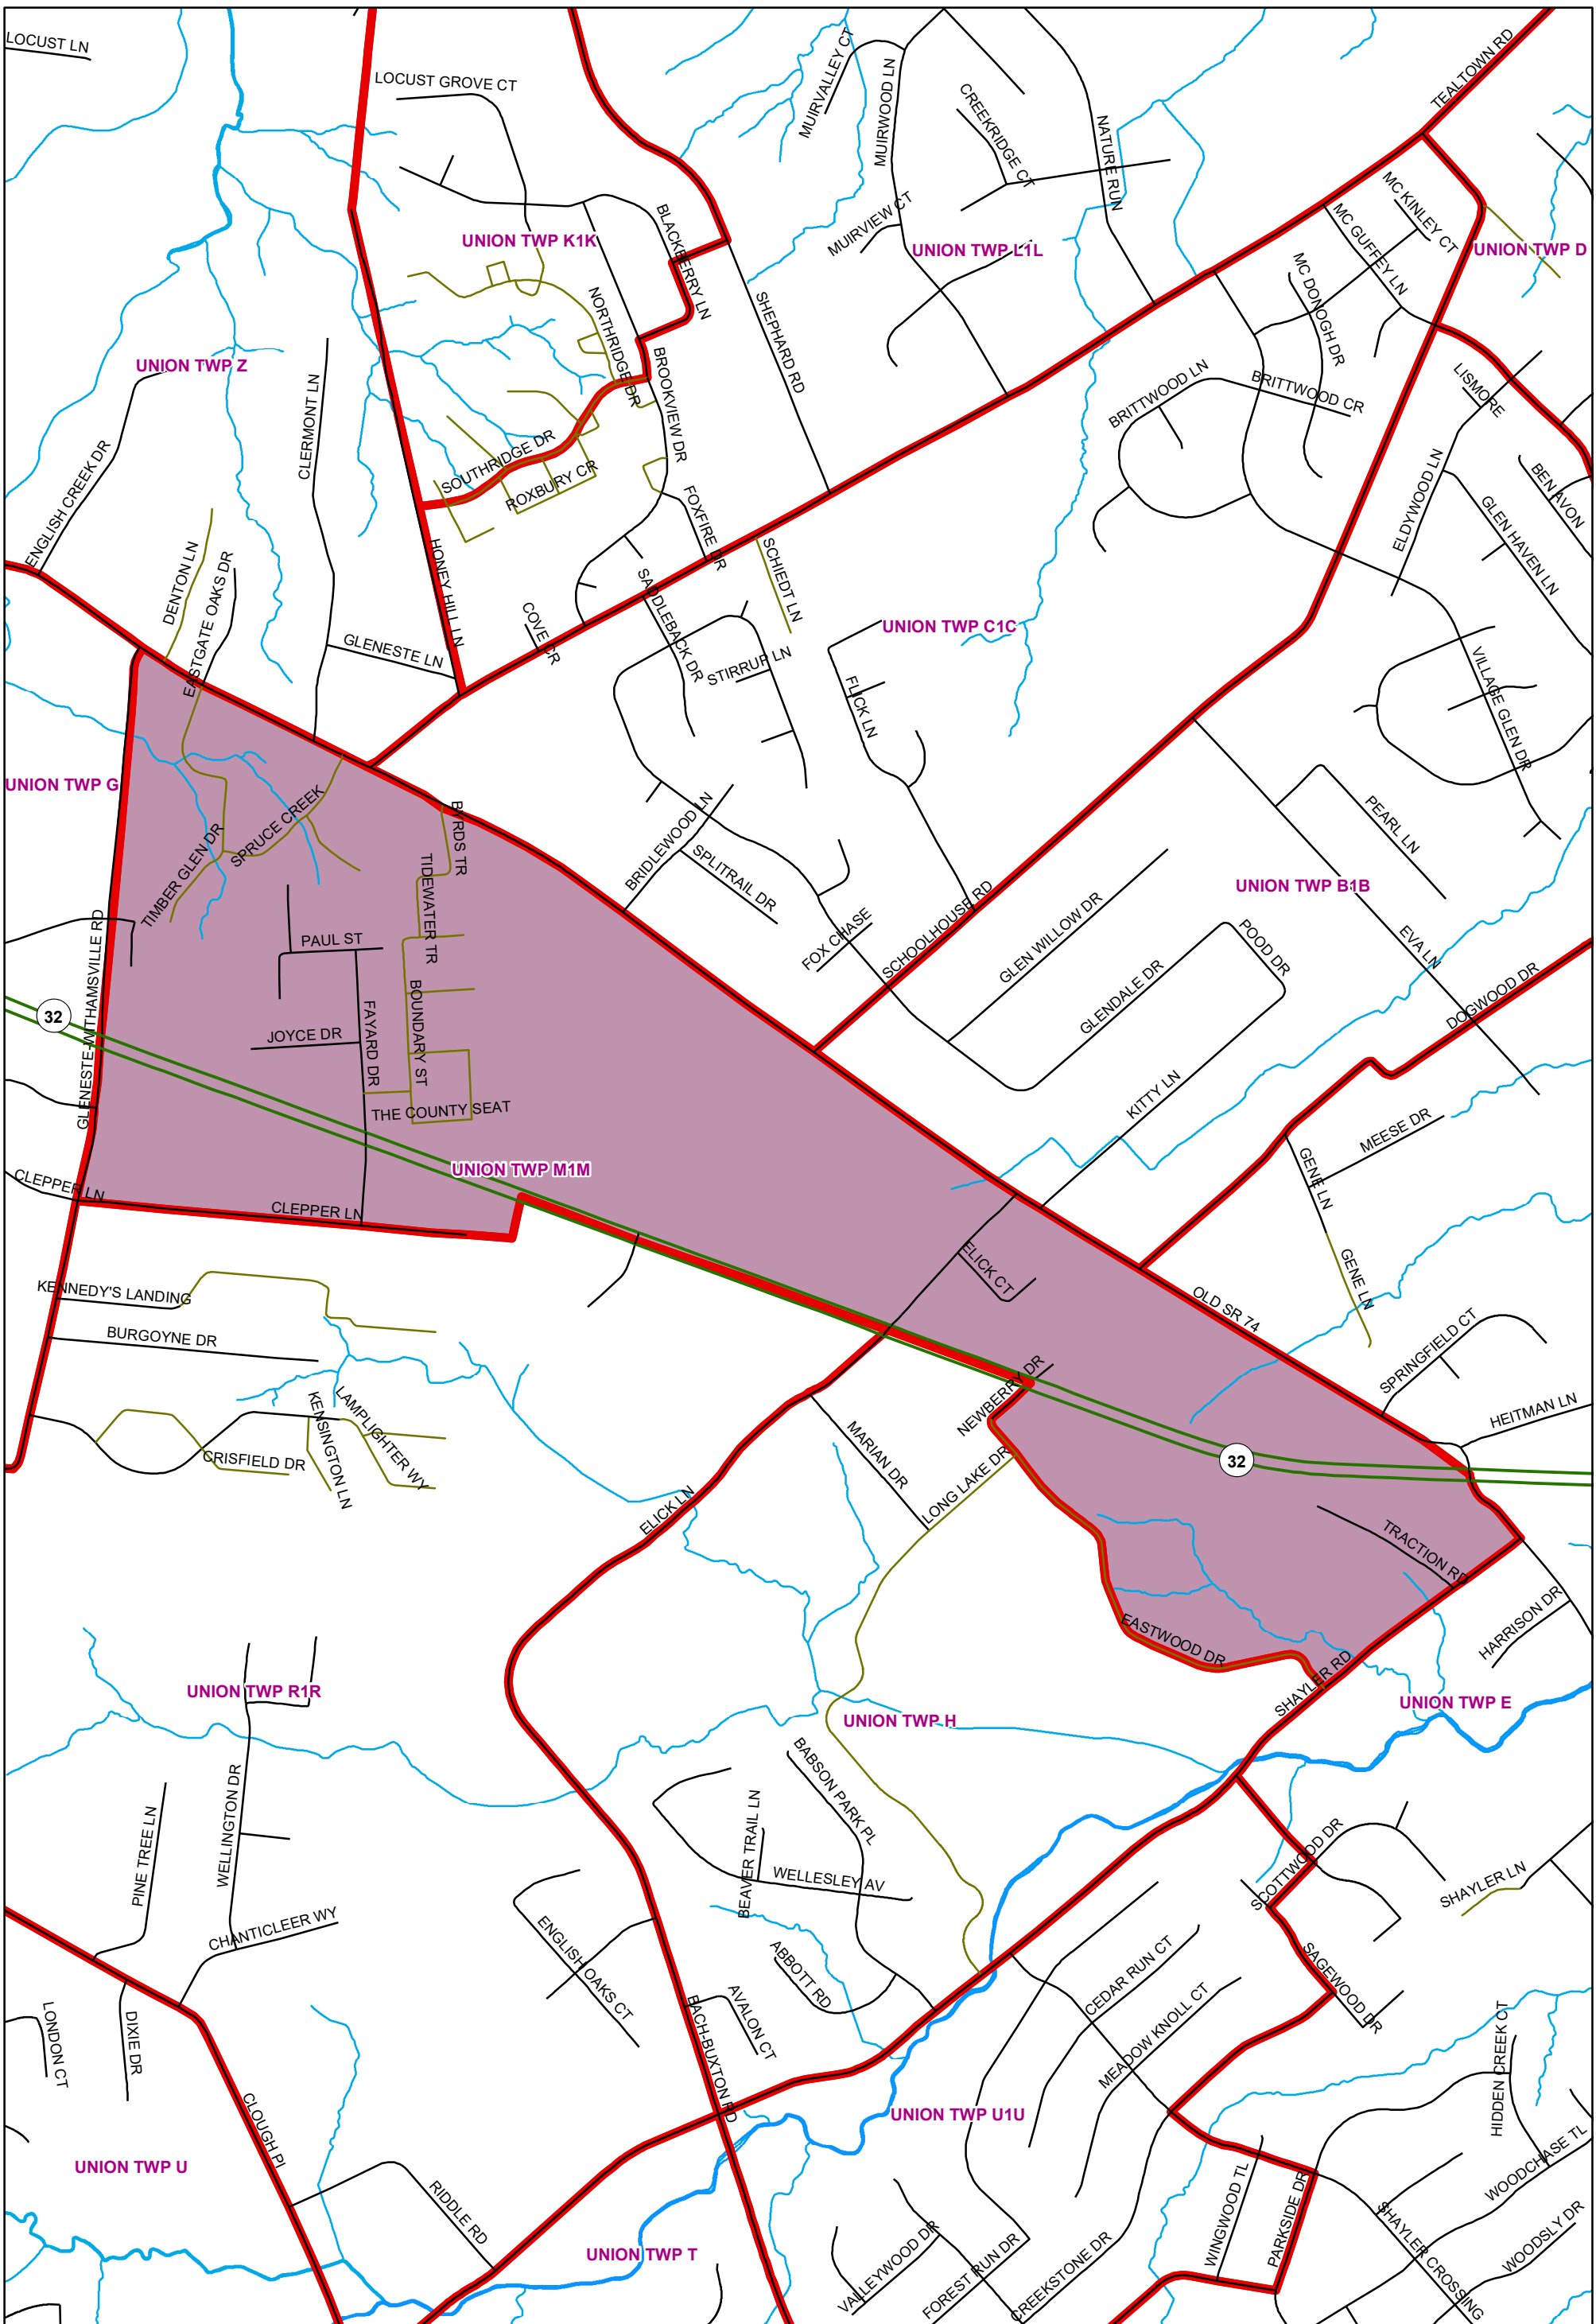 LOCUST LN
TEALTOWN RD
MUIRVALLEY CT
LOCUST GROVE CT
MUIRWOOD LN
CREEKRIDGE CT
NATURE RUN
MC KINLEY CT
MC GUFFEY LN
UNION TWP K1K
BLACKBERRY LN
MUIRVIEW CT
UNION TWP L1L
UNION TWP D
MC DONOGH DR
NORTHRIDGE DR
SHEPHARD RD
UNION TWP Z
BROOKVIEW DR
CLERMONT LN
BRITTWOOD LN
BRITTWOOD CR
LISMORE
ENGLISH CREEK DR
SOUTHRIDGE DR
ROXBURY CR
FOXFIRE DR
ELDYWOOD LN
BEN AVON
GLEN HAVEN LN
DENTON LN
EASTGATE OAKS DR
HONEY HILL LN
SCHIEDT LN
SADDLEBACK DR
COVE CR
GLENESTE LN
STIRRUP LN
UNION TWP C1C
FLICK LN
VILLAGE GLEN DR
UNION TWP G
SPRUCE CREEK
TIMBER GLEN DR
BYRDS TR
TIDEWATER TR
BRIDLEWOOD LN
SPLITRAIL DR
PEARL LN
UNION TWP B1B
FOX CHASE
SCHOOLHOUSE RD
GLEN WILLOW DR
POOD DR
EVA LN
PAUL ST
GLENDALE DR
DOGWOOD DR
32
GLENESTE-WITHAMSVILLE RD
JOYCE DR
FAYARD DR
BOUNDARY ST
THE COUNTY SEAT
KITTY LN
MEESE DR
UNION TWP M1M
CLEPPER LN
CLEPPER LN
GENE LN
ELICK CT
GENE LN
KENNEDY'S LANDING
OLD SR 74
BURGOYNE DR
SPRINGFIELD CT
NEWBERRY DR
HEITMAN LN
KENSINGTON LN
LAMPLIGHTER WY
MARIAN DR
LONG LAKE DR
CRISFIELD DR
32
ELICK LN
TRACTION RD
HARRISON DR
EASTWOOD DR
SHAYLER RD
UNION TWP R1R
UNION TWP H
UNION TWP E
BABSON PARK PL
PINE TREE LN
WELLINGTON DR
BEAVER TRAIL LN
WELLESLEY AV
SCOTTWOOD DR
SHAYLER LN
CHANTICLEER WY
ENGLISH OAKS CT
ABBOTT RD
CEDAR RUN CT
SAGEWOOD DR
LONDON CT
DIXIE DR
AVALON CT
BACH-BUXTON RD
MEADOW KNOLL CT
HIDDEN CREEK CT
UNION TWP U1U
CLOUGH PI
UNION TWP U
RIDDLE RD
WOODCHASE TL
WINGWOOD TL
PARKSIDE DR
UNION TWP T
VALLEYWOOD DR
FOREST RUN DR
CREEKSTONE DR
SHAYLER CROSSING
WOODSLY DR